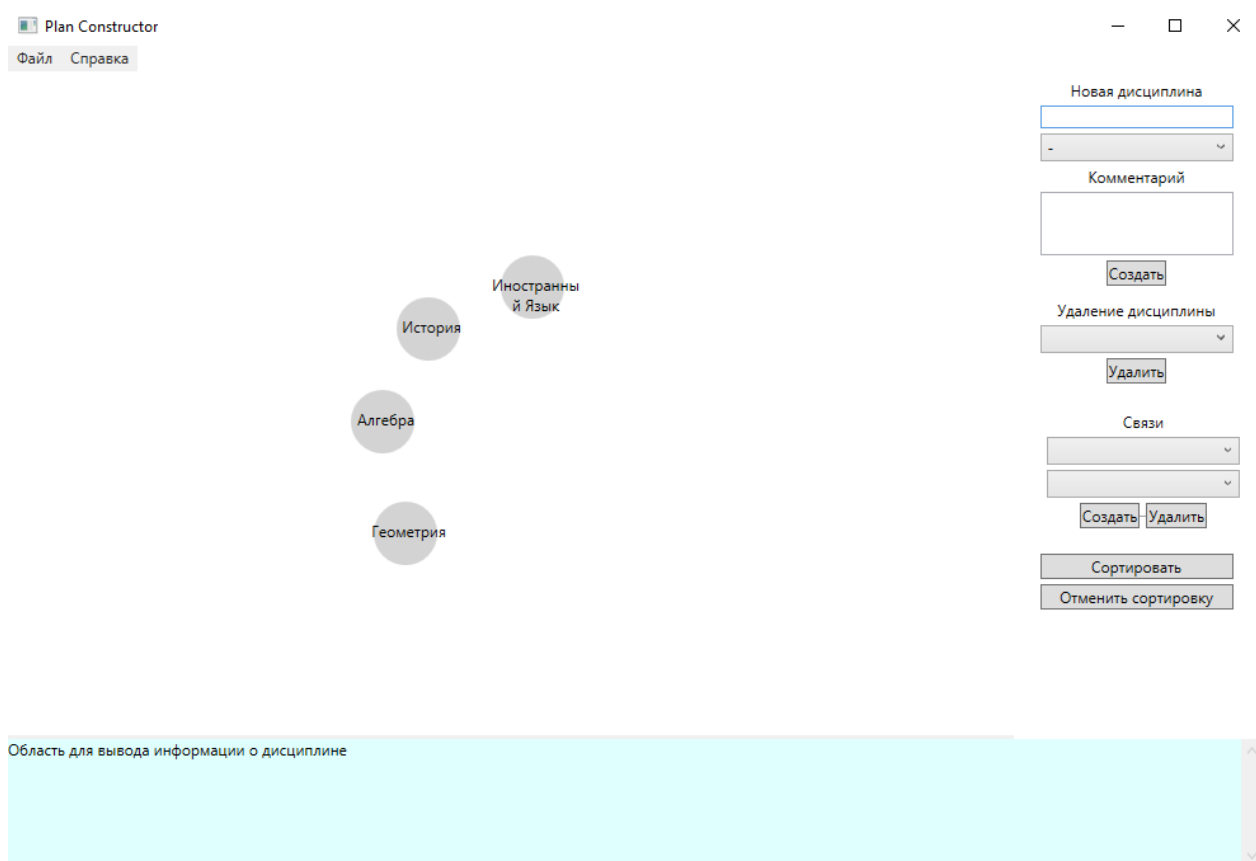 Plan Constructor
Файл Справка
Новая дисциплина
-
Комментарий
Создать
Удаление дисциплины
Удалить
Связи
Создать Удалить
Сортировать
Отменить сортировку
Иностранны
й Язык
История
Алгебра
Геометрия
Область для вывода информации о дисциплине